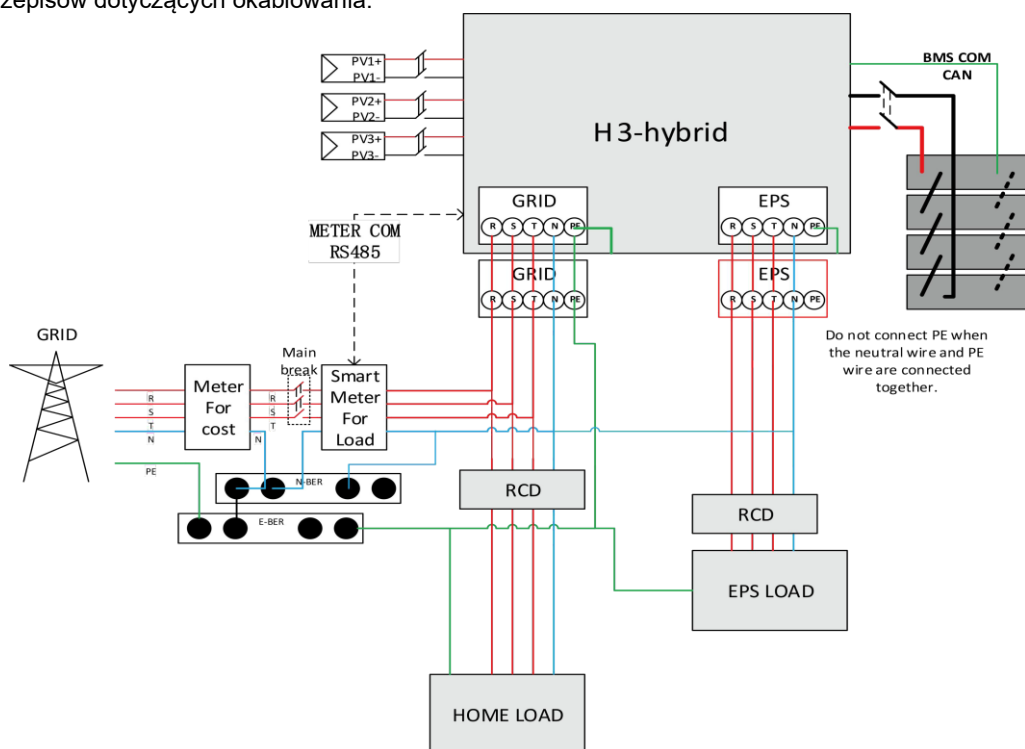 zepisów dotyczących okablowania.
PV1+
PV1-
PV2+
PV2-
PV3+
PV3-
H3-hybrid
BMS COM
CAN
GRID
R S T N PE
EPS
R S T N PE
METER COM
RS485
GRID
R S T N PE
EPS
R S T N PE
Do not connect PE when
the neutral wire and PE
wire are connected
together.
GRID
R
S
T
N
PE
Meter
For
cost
Main
break
R
S
T
N
Smart
Meter
For
Load
N-BER
E-BER
RCD
RCD
EPS LOAD
HOME LOAD